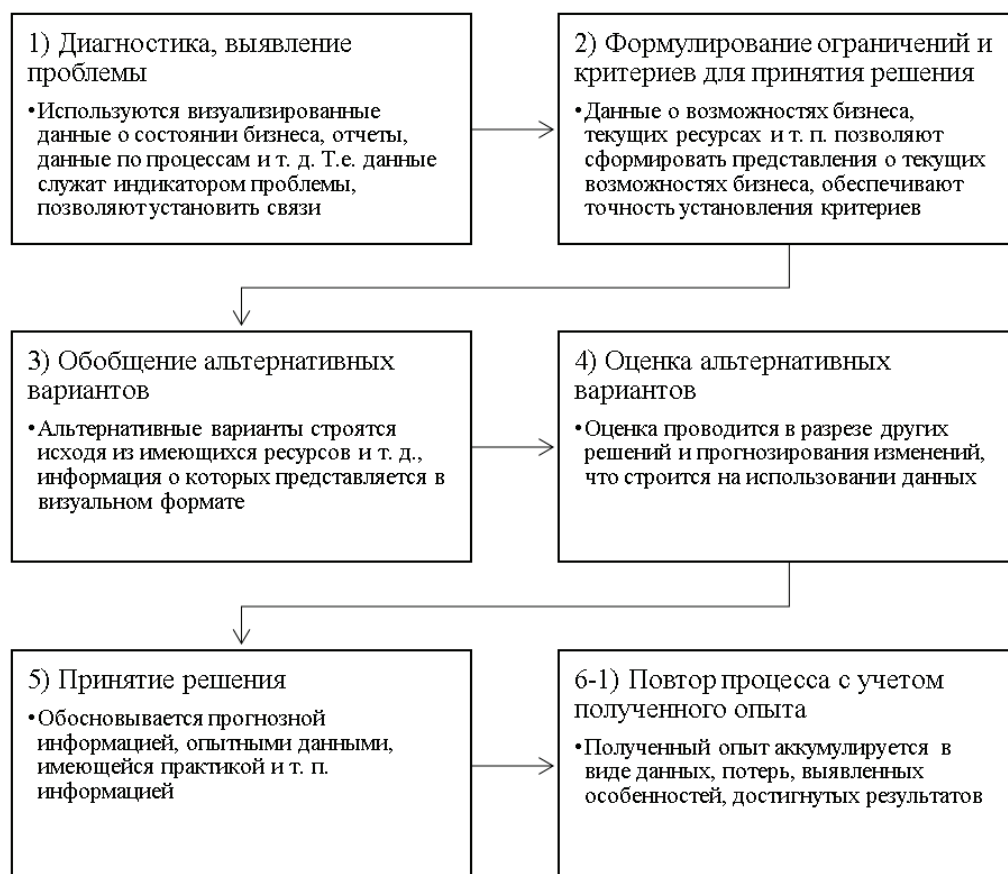 1) Диагностика, выявление
проблемы
•Используются визуализированные
данные о состоянии бизнеса, отчеты,
данные по процессам и т. д. Т.е. данные
служат индикатором проблемы,
позволяют установить связи
2) Формулирование ограничений и
критериев для принятия решения
•Данные о возможностях бизнеса,
текущих ресурсах и т. п. позволяют
сформировать представления о текущих
возможностях бизнеса, обеспечивают
точность установления критериев
3) Обобщение альтернативных
вариантов
•Альтернативные варианты строятся
исходя из имеющихся ресурсов и т. д.,
информация о которых представляется в
визуальном формате
4) Оценка альтернативных
вариантов
•Оценка проводится в разрезе других
решений и прогнозирования изменений,
что строится на использовании данных
5) Принятие решения
•Обосновывается прогнозной
информацией, опытными данными,
имеющейся практикой и т. п.
информацией
6-1) Повтор процесса с учетом
полученного опыта
•Полученный опыт аккумулируется в
виде данных, потерь, выявленных
особенностей, достигнутых результатов